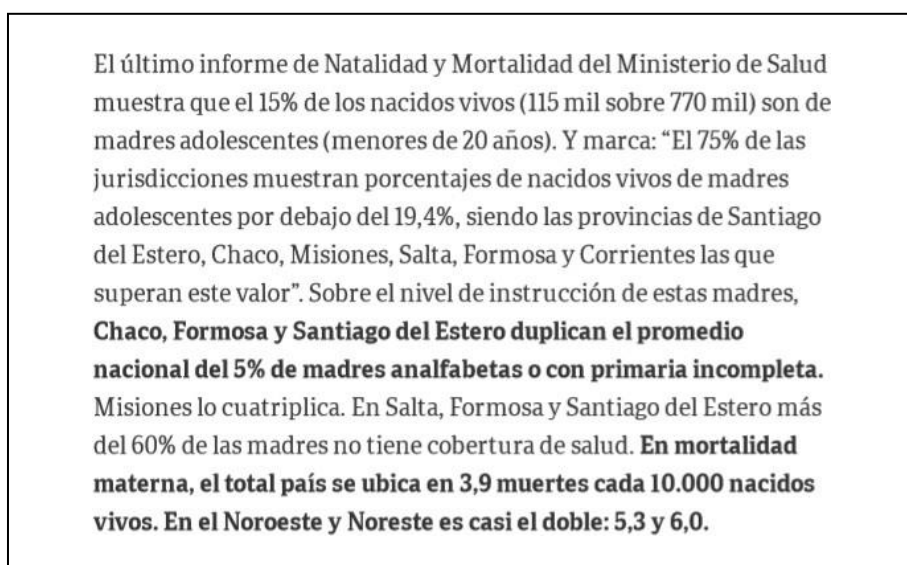 El último informe de Natalidad y Mortalidad del Ministerio de Salud
muestra que el 15% de los nacidos vivos (115 mil sobre 770 mil) son de
madres adolescentes (menores de 20 años). Y marca: “El 75% de las
jurisdicciones muestran porcentajes de nacidos vivos de madres
adolescentes por debajo del 19,4%, siendo las provincias de Santiago
del Estero, Chaco, Misiones, Salta, Formosa y Corrientes las que
superan este valor”. Sobre el nivel de instrucción de estas madres,
Chaco, Formosa y Santiago del Estero duplican el promedio
nacional del 5% de madres analfabetas o con primaria incompleta.
Misiones lo cuatriplica. En Salta, Formosa y Santiago del Estero más
del 60% de las madres no tiene cobertura de salud. En mortalidad
materna, el total país se ubica en 3,9 muertes cada 10.000 nacidos
vivos. En el Noroeste y Noreste es casi el doble: 5,3 y 6,0.